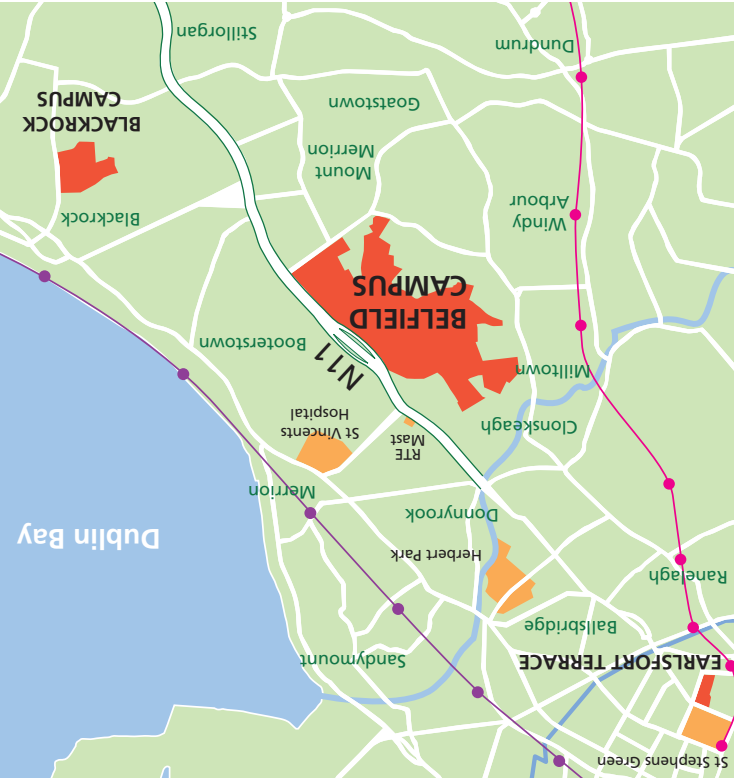 St Stephens Green
EARLSFORT TERRACE
Sandymount
Ballsbridge
Ranelagh
Herbert Park
Donnyrook
Dublin Bay
Merrion
Clonskeagh
RTE
Mast
St Vincents
Hospital
Milltown
N11
Booterstown
BELFIELD
CAMPUS
Windy
Arbour
Blackrock
Mount
Merrion
BLACKROCK
CAMPUS
Goatstown
Dundrum
Stillorgan